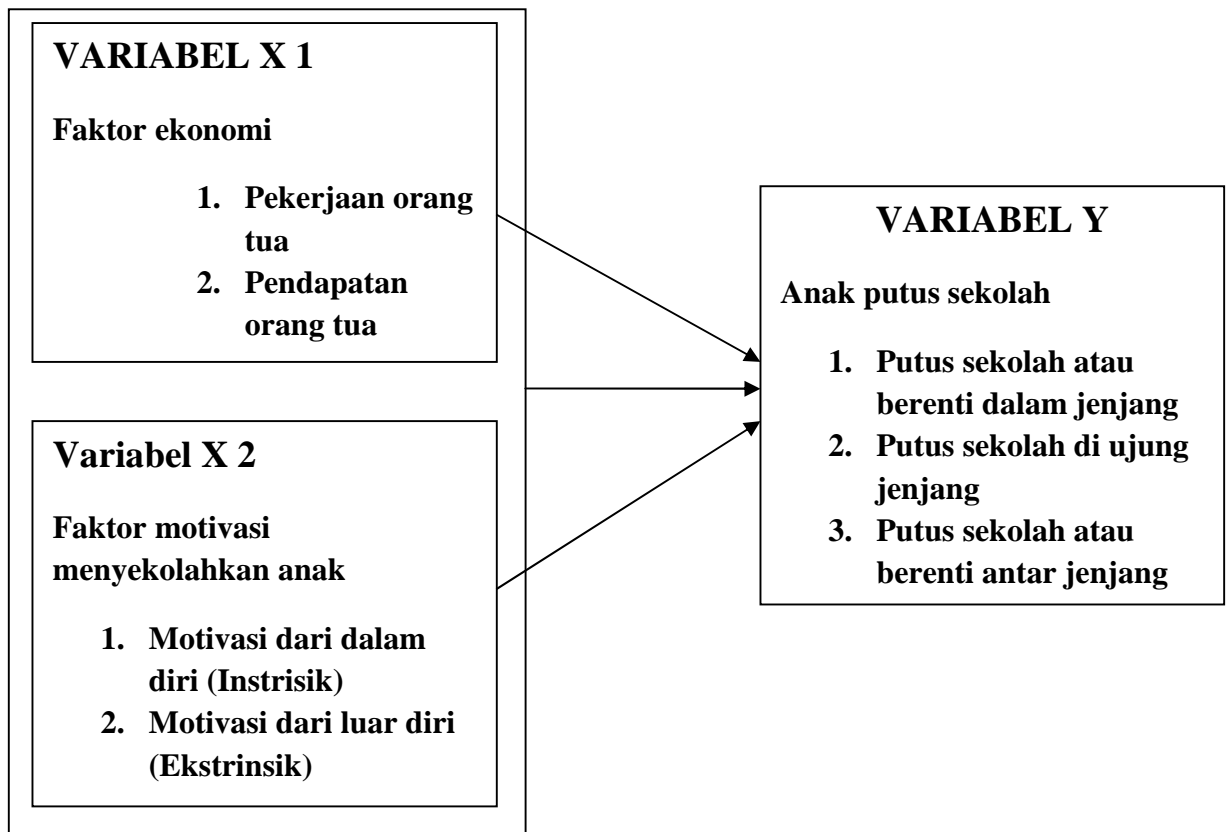 VARIABEL X 1
Faktor ekonomi
1. Pekerjaan orang
tua
2. Pendapatan
orang tua
Variabel X 2
Faktor motivasi
menyekolahkan anak
1. Motivasi dari dalam
diri (Instrisik)
2. Motivasi dari luar diri
(Ekstrinsik)
VARIABEL Y
Anak putus sekolah
1. Putus sekolah atau
berenti dalam jenjang
2. Putus sekolah di ujung
jenjang
3. Putus sekolah atau
berenti antar jenjang